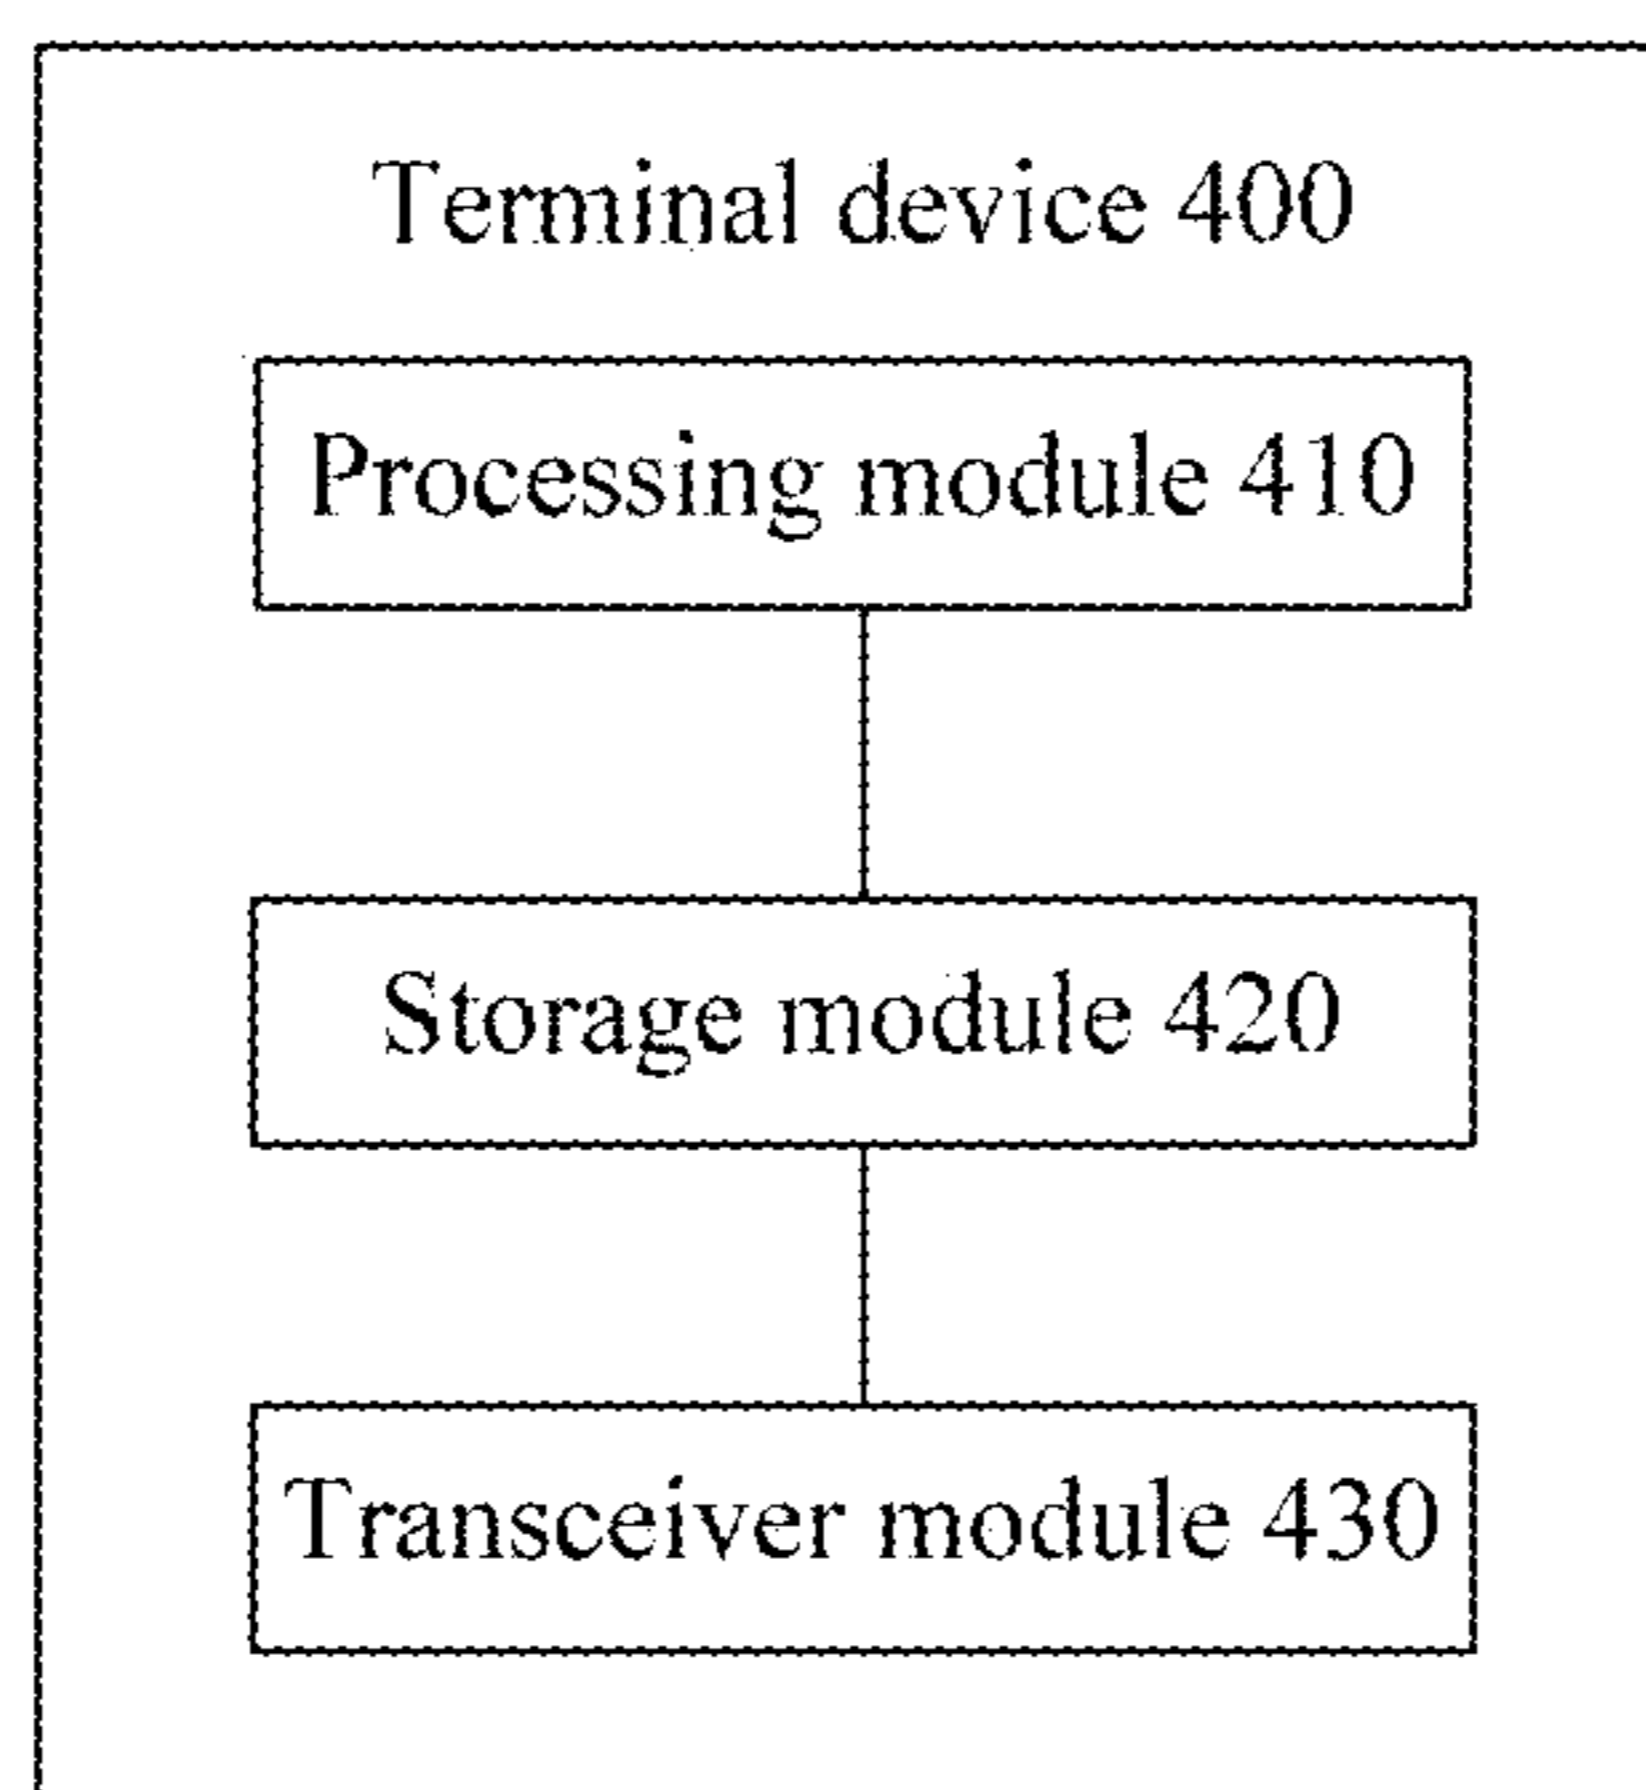 Terminal device 400
Processing module 410
Storage module 420
Transceiver module 430